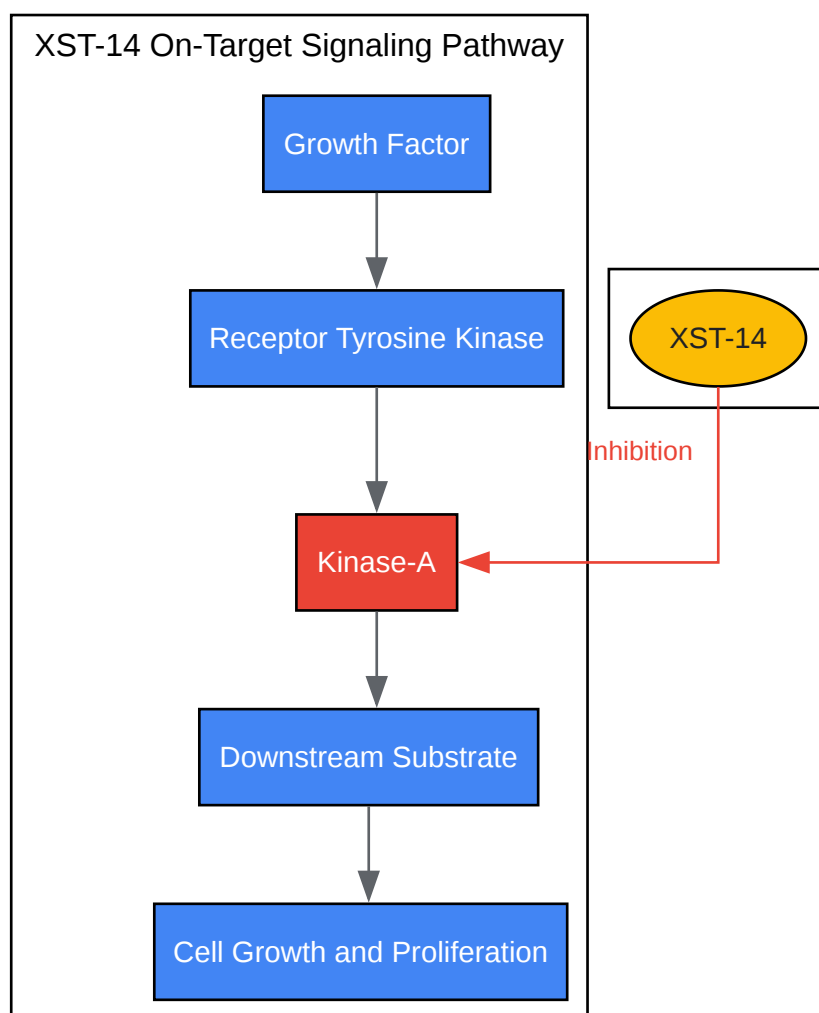 XST-14 On-Target Signaling Pathway
Growth Factor
Receptor Tyrosine Kinase
XST-14
Inhibition
Kinase-A
Downstream Substrate
Cell Growth and Proliferation